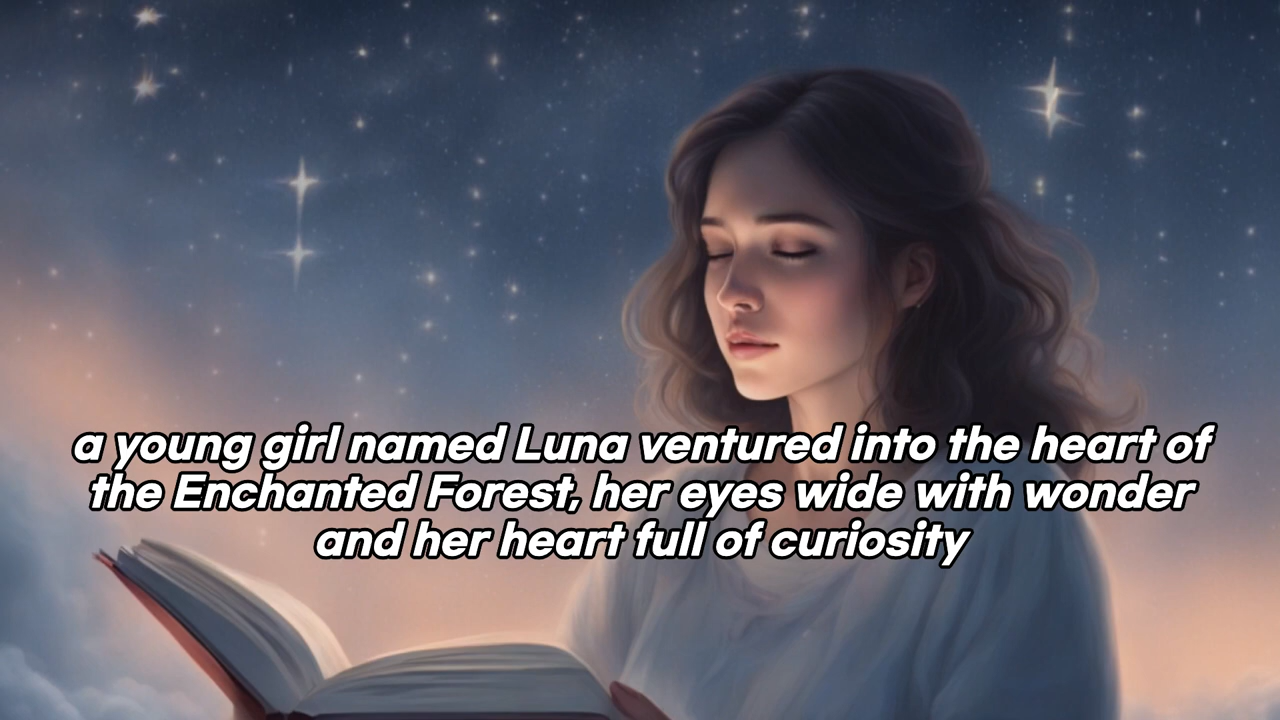 a young girl named Luna ventured into the heart of
the Enchanted Forest, her eyes wide with wonder
and her heart full of curiosity